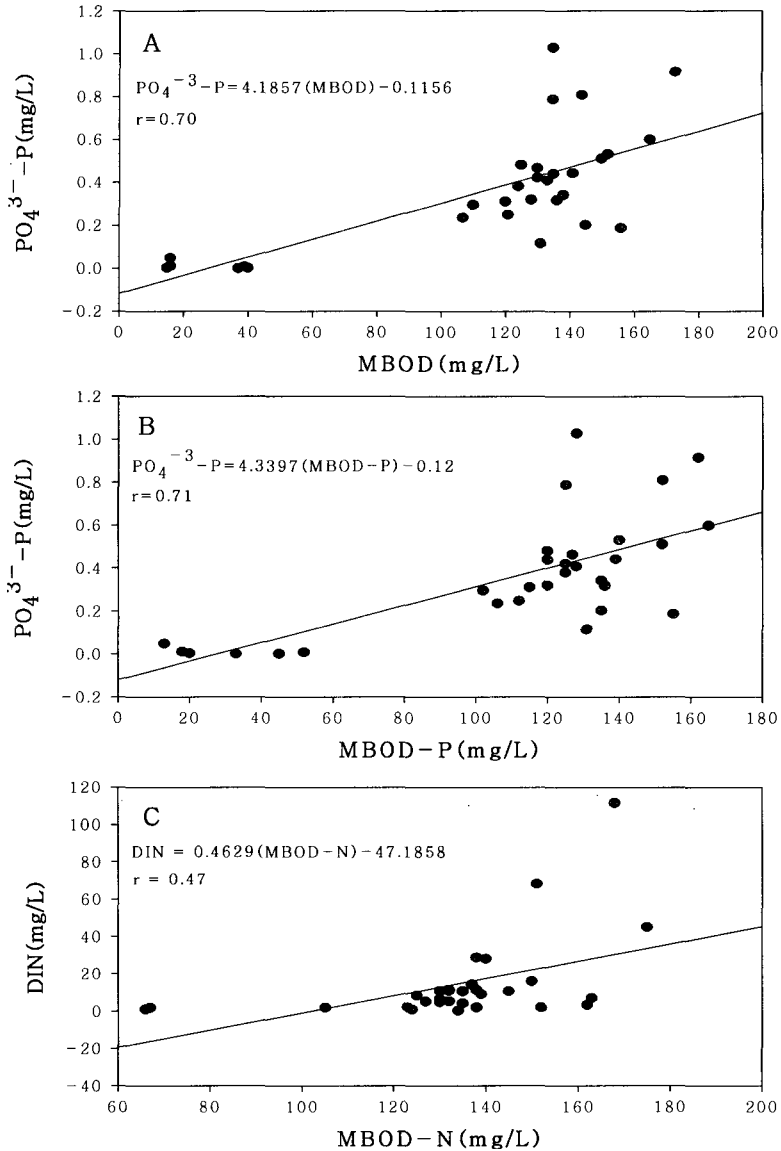 A
PO₄⁻³-P=4.1857(MBOD)-0.1156
r=0.70
PO₄³⁻-P(mg/L)
1.2
1.0
0.8
0.6
0.4
0.2
0.0
-0.2
0 20 40 60 80 100 120 140 160 180 200
MBOD(mg/L)
B
PO₄⁻³-P=4.3397(MBOD-P)-0.12
r=0.71
PO₄³⁻-P(mg/L)
1.2
1.0
0.8
0.6
0.4
0.2
0.0
-0.2
0 20 40 60 80 100 120 140 160 180
MBOD-P(mg/L)
C
DIN = 0.4629(MBOD-N)-47.1858
r = 0.47
DIN(mg/L)
120
100
80
60
40
20
0
-20
-40
60 80 100 120 140 160 180 200
MBOD-N(mg/L)